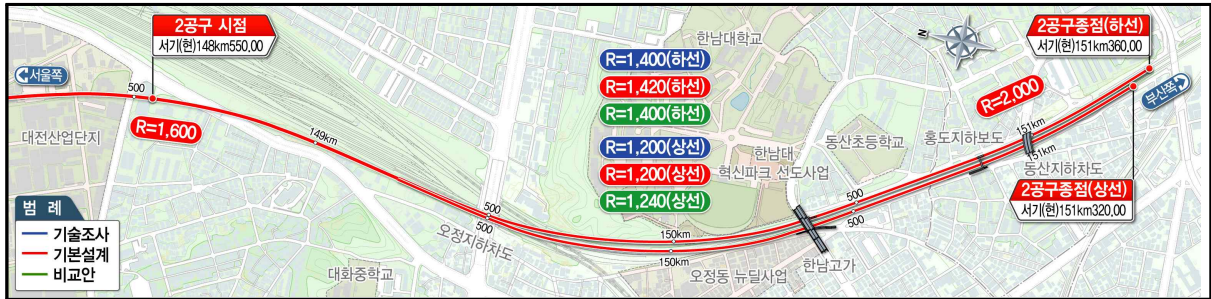 2공구 시점
서기(현)148km550.00
서울쪽
500
R=1,600
대전산업단지
149km
범 례
기술조사
기본설계
비교안
500
500
오정지하차도
대화중학교
한남대학교
R=1,400(하선)
R=1,420(하선)
R=1,400(하선)
R=1,200(상선)
R=1,200(상선)
R=1,240(상선)
한남대
혁신파크 선도사업
150km
150km
오정동 뉴딜사업
한남고가
500
500
동산초등학교
홍도지하보도
N
R=2,000
151km
151km
동산지하차도
2공구종점(하선)
서기(현)151km360.00
부산쪽
2공구종점(상선)
서기(현)151km320.00